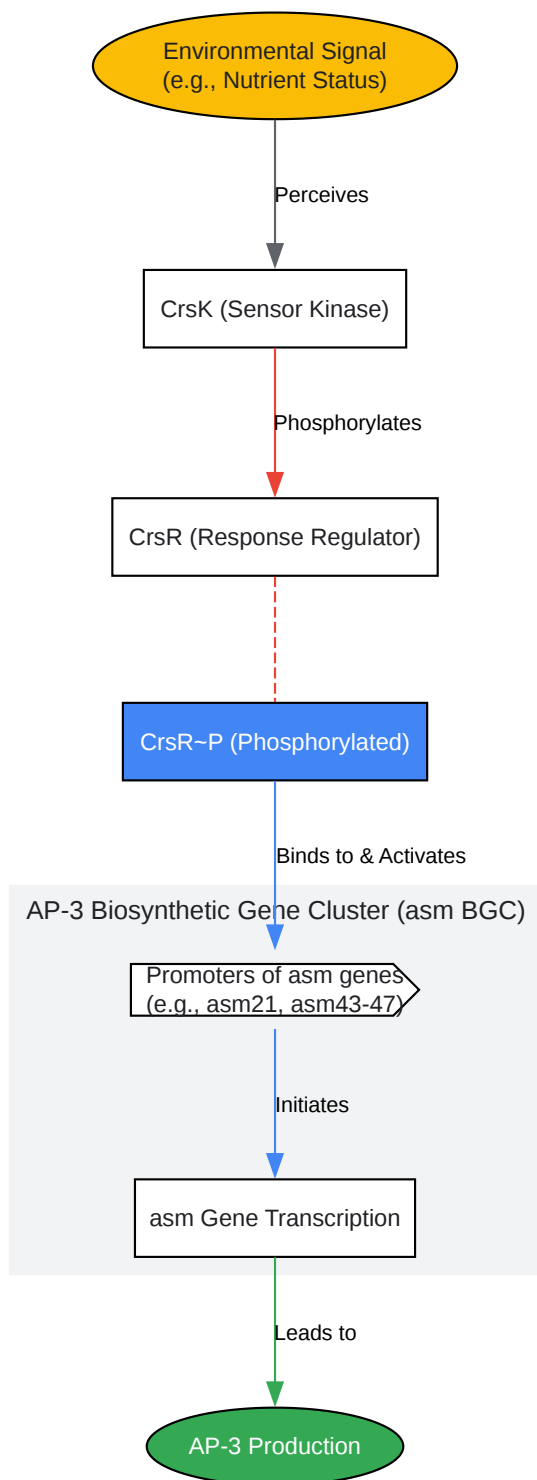 Environmental Signal
(e.g., Nutrient Status)
Perceives
CrsK (Sensor Kinase)
Phosphorylates
CrsR (Response Regulator)
CrsR~P (Phosphorylated)
Binds to & Activates
AP-3 Biosynthetic Gene Cluster (asm BGC)
Promoters of asm genes
(e.g., asm21, asm43-47)
Initiates
asm Gene Transcription
Leads to
AP-3 Production